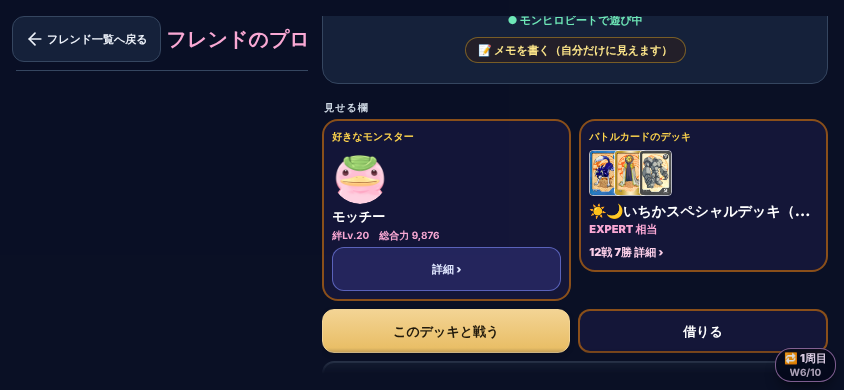 フレンド一覧へ戻る
フレンドのプロ
モンヒロビートで遊び中
📝 メモを書く（自分だけに見えます）
見せる欄
好きなモンスター
モッチー
絆Lv.20 総合力 9,876
詳細 ›
バトルカードのデッキ
☀️🌙いちかスペシャルデッキ（...
EXPERT 相当
12戦 7勝 詳細 ›
このデッキと戦う
借りる
🔁 1周目
W6/10